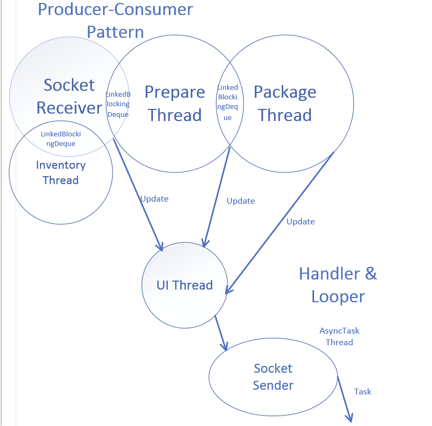 Producer-Consumer
Pattern
Socket
Receiver
LinkedB
locking
Deque
Prepare
Thread
Linked
Blocki
ngDeq
ue
Package
Thread
LinkedBlocki
ngDeque
Inventory
Thread
Update
Update
Update
UI Thread
Handler &
Looper
AsyncTask
Thread
Socket
Sender
Task